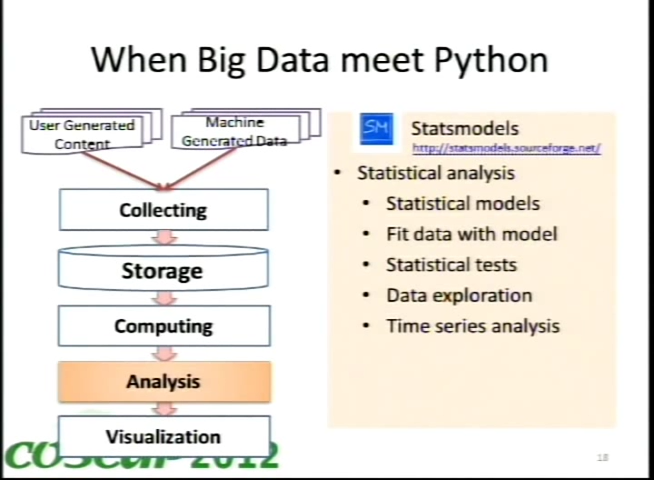 When Big Data meet Python
User Generated
Content
Machine
Generated Data
Collecting
Storage
Computing
Analysis
Visualization
SM
Statsmodels
http://statsmodels.sourceforge.net/
• Statistical analysis
• Statistical models
• Fit data with model
• Statistical tests
• Data exploration
• Time series analysis
COSCUP 2012
18